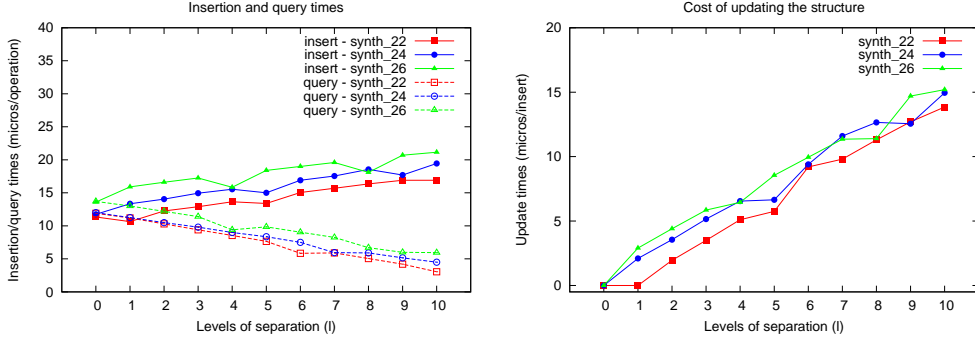 Insertion and query times
Insertion/query times (micros/operation)
40
35
30
25
20
15
10
5
0
insert - synth_22
insert - synth_24
insert - synth_26
query - synth_22
query - synth_24
query - synth_26
0 1 2 3 4 5 6 7 8 9 10
Levels of separation (l)
Cost of updating the structure
Update times (micros/insert)
20
15
10
5
0
synth_22
synth_24
synth_26
0 1 2 3 4 5 6 7 8 9 10
Levels of separation (l)